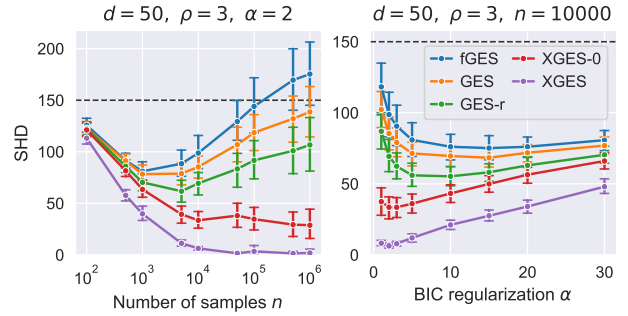 d = 50, ρ = 3, α = 2
SHD
200
150
100
50
0
10²
10³
10⁴
10⁵
10⁶
Number of samples n
d = 50, ρ = 3, n = 10000
150
100
50
0
0
10
20
30
BIC regularization α
fGES
GES
GES-r
XGES-0
XGES